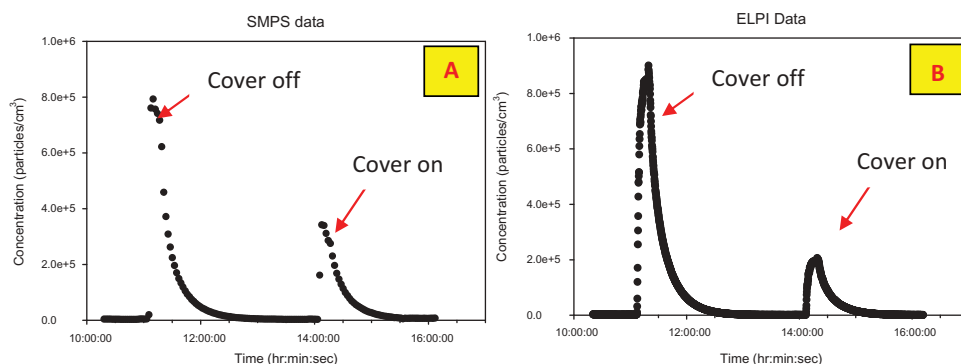 SMPS data
A
Cover off
Cover on
Concentration (particles/cm³)
1.0e+6
8.0e+5
6.0e+5
4.0e+5
2.0e+5
0.0
10:00:00
12:00:00
14:00:00
16:00:00
Time (hr:min:sec)
ELPI Data
B
Cover off
Cover on
Concentration (particles/cm³)
1.0e+6
8.0e+5
6.0e+5
4.0e+5
2.0e+5
0.0
10:00:00
12:00:00
14:00:00
16:00:00
Time (hr:min:sec)